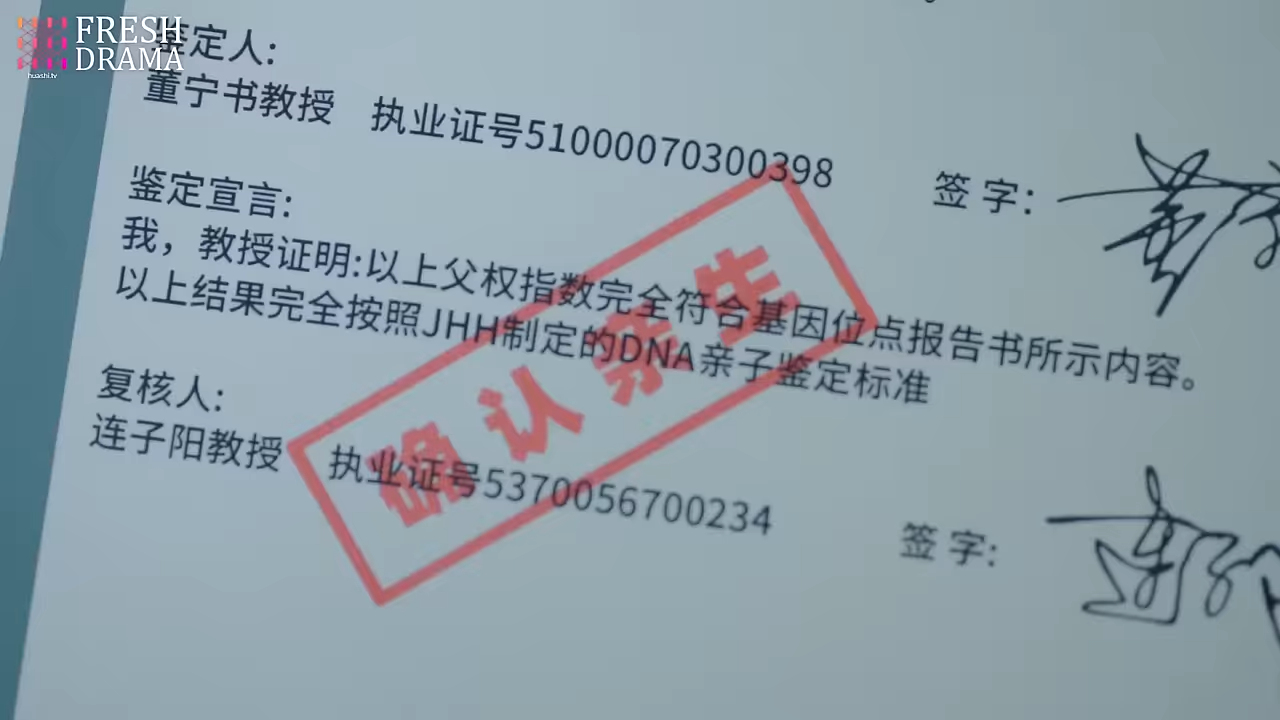 FRESH
DRAMA
huashi.tv
鉴定人:
董宁书教授 执业证号51000070300398
签 字:
鉴定宣言:
我，教授证明:以上父权指数完全符合基因位点报告书所示内容。
以上结果完全按照JHH制定的DNA亲子鉴定标准
确认亲生
复核人:
连子阳教授 执业证号5370056700234
签 字: